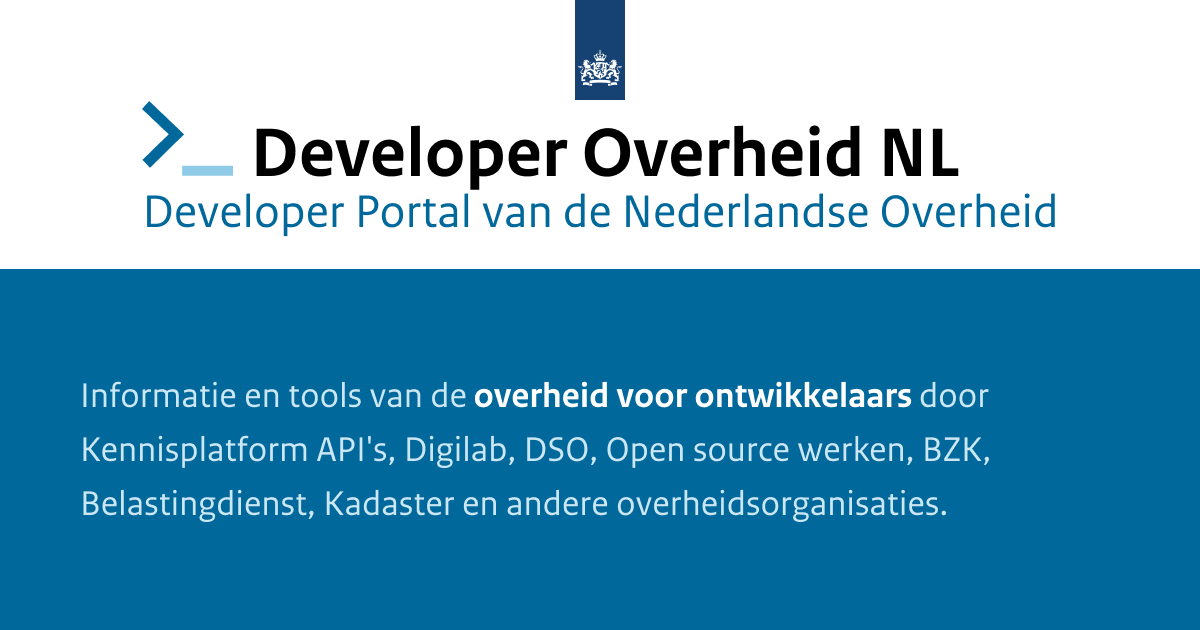 Developer Overheid NL
Developer Portal van de Nederlandse Overheid
Informatie en tools van de overheid voor ontwikkelaars door
Kennisplatform API's, Digilab, DSO, Open source werken, BZK,
Belastingdienst, Kadaster en andere overheidsorganisaties.